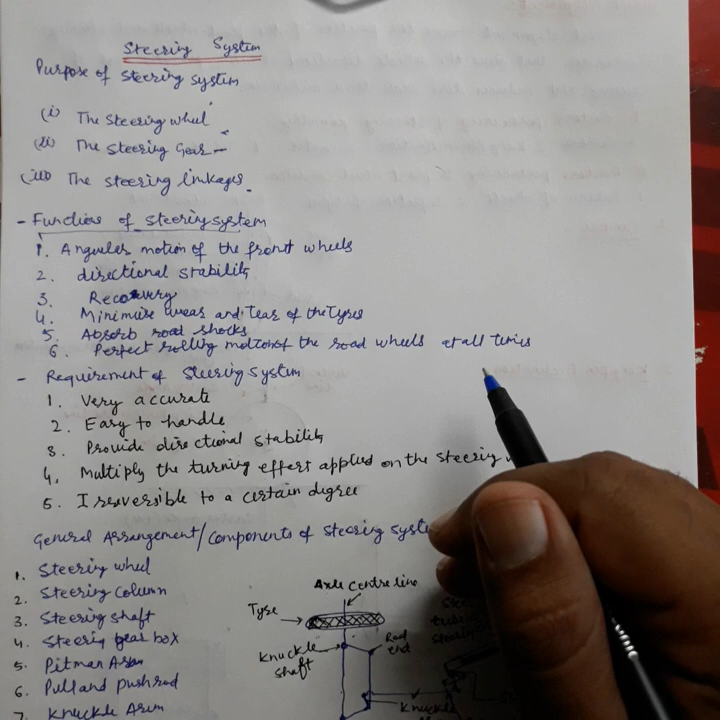 Steering System
Purpose of Steering system
(i) The Steering wheel
(ii) The Steering Gear
(iii) The steering linkages.
- Functions of steering system
1. Angular motion of the front wheels
2. directional stability
3. Recovery
4. Minimise wear and Tear of the Tyres
5. Absorb road shocks
6. Perfect rolling motion of the road wheels at all times
- Requirement of Steering System
1. Very accurate
2. Easy to handle
3. Provide directional stability
4. Multiply the turning effort applied on the steering
5. Irreversible to a certain degree
General Arrangement/Components of Steering Syste
1. Steering wheel
2. Steering Column
3. Steering shaft
4. Steering gear box
5. Pitman Arm
6. Pull and push rod
7. Knuckle Arm
Axle Centre line
Tyre
Knuckle shaft
Rod end
Knuckle